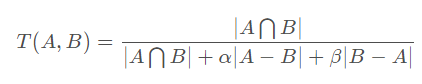 T(A, B) = |A⋂B| / (|A⋂B| + α|A − B| + β|B − A|)